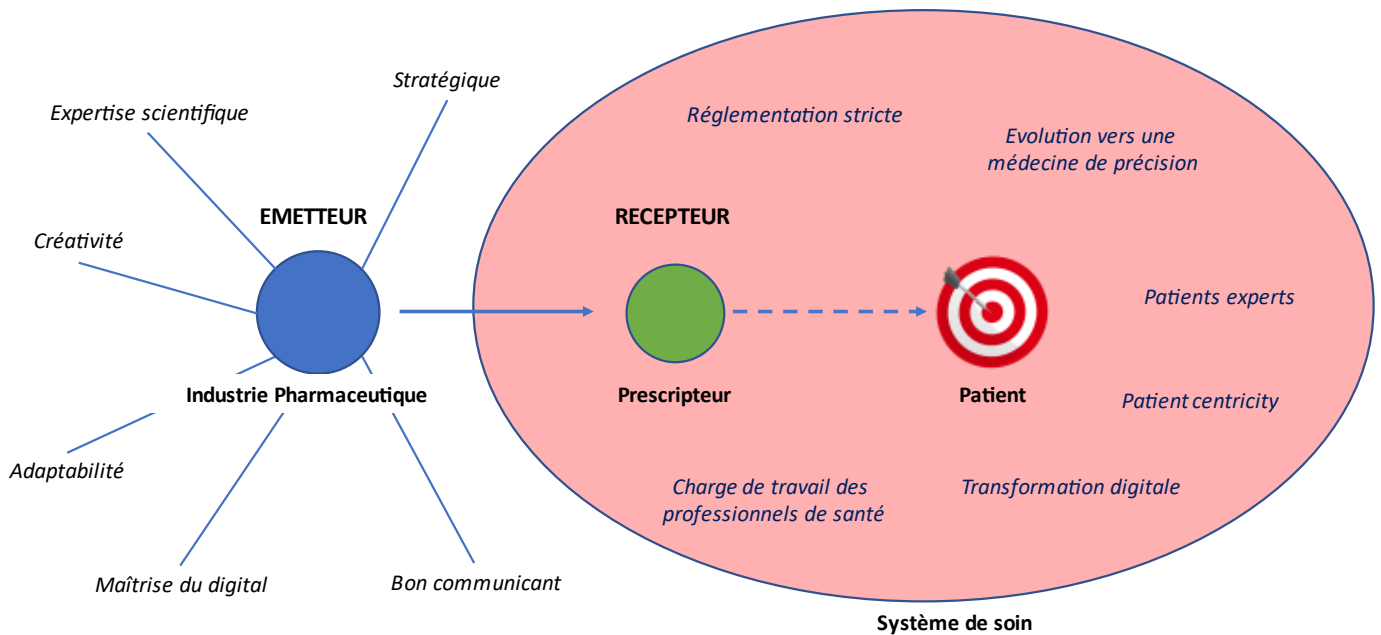 Stratégique
Expertise scientifique
Réglementation stricte
Evolution vers une
médecine de précision
EMETTEUR
RECEPTEUR
Créativité
Patients experts
Industrie Pharmaceutique
Prescripteur
Patient
Patient centricity
Adaptabilité
Charge de travail des
professionnels de santé
Transformation digitale
Maîtrise du digital
Bon communicant
Système de soin